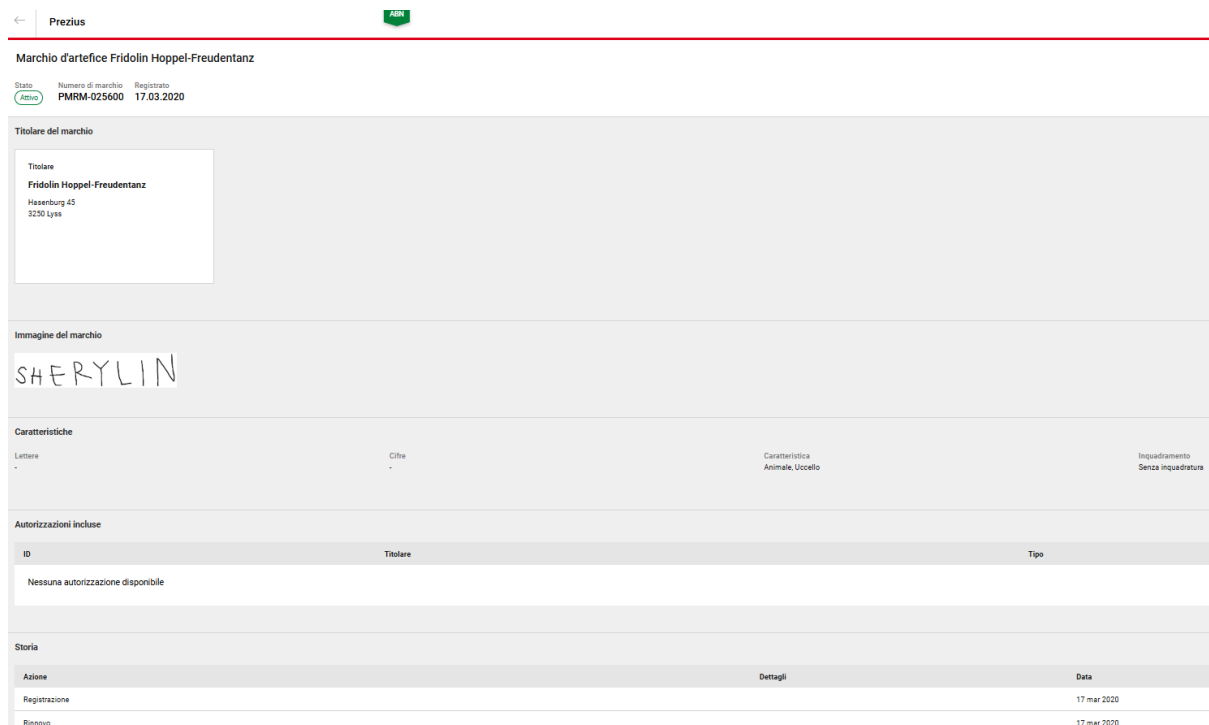 ←
Prezius
ABN
Marchio d'artefice Fridolin Hoppel-Freudentanz
Stato Numero di marchio Registrato
Attivo PMRM-025600 17.03.2020
Titolare del marchio
Titolare
Fridolin Hoppel-Freudentanz
Hasenburg 45
3250 Lyss
Immagine del marchio
SHERYLIN
Caratteristiche
Lettere Cifre Caratteristica Inquadramento
- - Animale, Uccello Senza inquadratura
Autorizzazioni incluse
ID Titolare Tipo
Nessuna autorizzazione disponibile
Storia
Azione Dettagli Data
Registrazione 17 mar 2020
Rinnovo 17 mar 2020